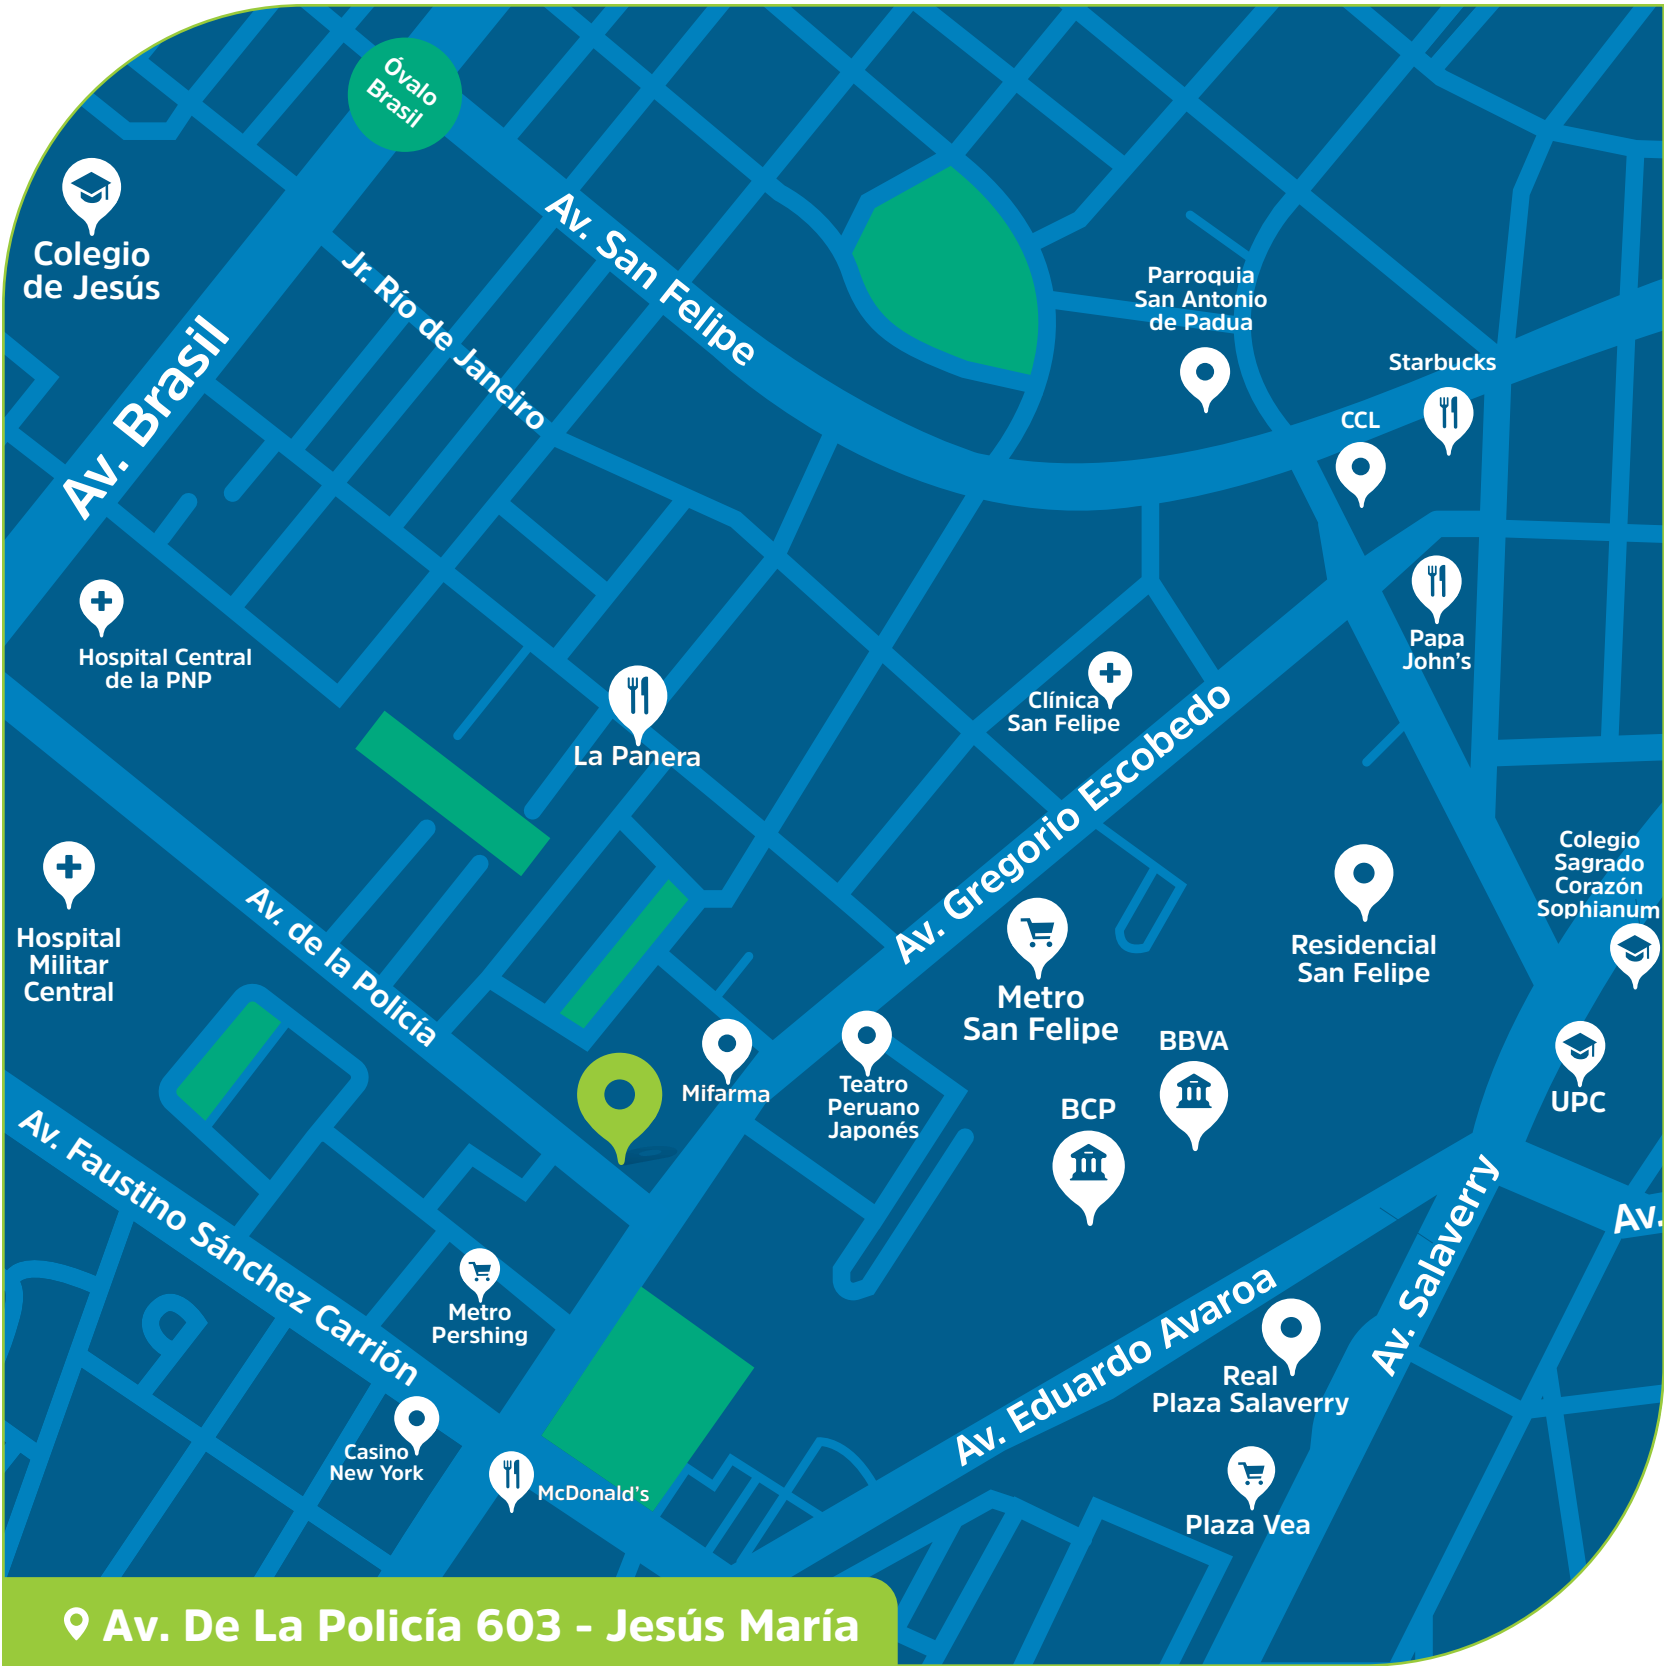 Óvalo
Brasil
Colegio
de Jesús
Av. San Felipe
Jr. Río de Janeiro
Av. Brasil
Parroquia
San Antonio
de Padua
Starbucks
CCL
Papa
John's
Hospital Central
de la PNP
La Panera
Clínica
San Felipe
Av. Gregorio Escobedo
Hospital
Militar
Central
Av. de la Policía
Metro
San Felipe
Residencial
San Felipe
Colegio
Sagrado
Corazón
Sophianum
Mifarma
Teatro
Peruano
Japonés
BBVA
BCP
UPC
Av. Faustino Sánchez Carrión
Metro
Pershing
Av. Salaverry
Av.
Av. Eduardo Avaroa
Real
Plaza Salaverry
Casino
New York
McDonald's
Plaza Vea
Av. De La Policía 603 - Jesús María